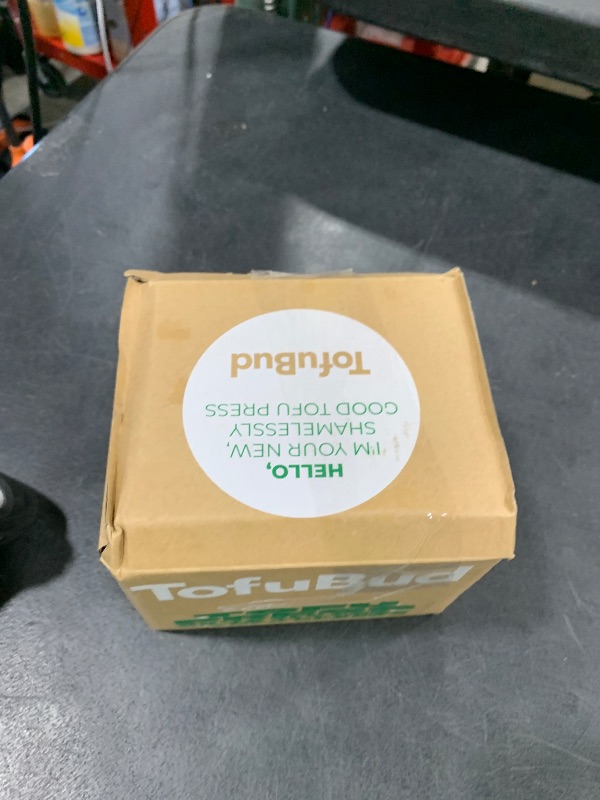 HELLO,
I'M YOUR NEW,
SHAMELESSLY
GOOD TOFU PRESS
TofuBud
TofuBud